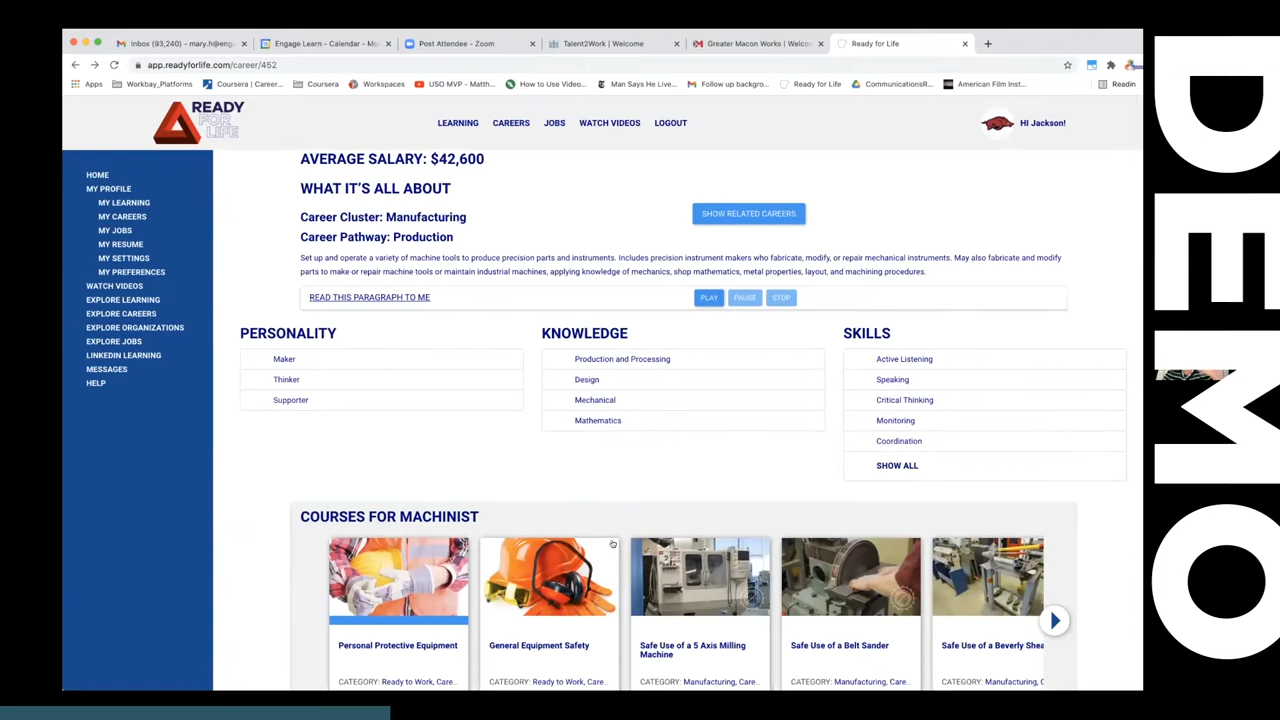 Inbox (93,240) - mary.h@eng
Engage Learn - Calendar - M
Post Attendee - Zoom
Talent2Work | Welcome
Greater Macon Works | Welco
Ready for Life
app.readyforlife.com/career/452
Apps
Workbay_Platforms
Coursera | Career...
Coursera
Workspaces
USO MVP - Matth...
How to Use Video...
Man Says He Live...
Follow up backgro...
Ready for Life
CommunicationsR...
American Film Inst...
Readin
READY
FOR
LIFE
LEARNING
CAREERS
JOBS
WATCH VIDEOS
LOGOUT
HI Jackson!
HOME
MY PROFILE
MY LEARNING
MY CAREERS
MY JOBS
MY RESUME
MY SETTINGS
MY PREFERENCES
WATCH VIDEOS
EXPLORE LEARNING
EXPLORE CAREERS
EXPLORE ORGANIZATIONS
EXPLORE JOBS
LINKEDIN LEARNING
MESSAGES
HELP
AVERAGE SALARY: $42,600
WHAT IT'S ALL ABOUT
Career Cluster: Manufacturing
SHOW RELATED CAREERS
Career Pathway: Production
Set up and operate a variety of machine tools to produce precision parts and instruments. Includes precision instrument makers who fabricate, modify, or repair mechanical instruments. May also fabricate and modify
parts to make or repair machine tools or maintain industrial machines, applying knowledge of mechanics, shop mathematics, metal properties, layout, and machining procedures.
READ THIS PARAGRAPH TO ME
PLAY
PAUSE
STOP
PERSONALITY
Maker
Thinker
Supporter
KNOWLEDGE
Production and Processing
Design
Mechanical
Mathematics
SKILLS
Active Listening
Speaking
Critical Thinking
Monitoring
Coordination
SHOW ALL
COURSES FOR MACHINIST
Personal Protective Equipment
CATEGORY: Ready to Work, Care..
General Equipment Safety
CATEGORY: Ready to Work, Care..
Safe Use of a 5 Axis Milling
Machine
CATEGORY: Manufacturing, Care..
Safe Use of a Belt Sander
CATEGORY: Manufacturing, Care..
Safe Use of a Beverly Shea
CATEGORY: Manufacturing, C
DEMO